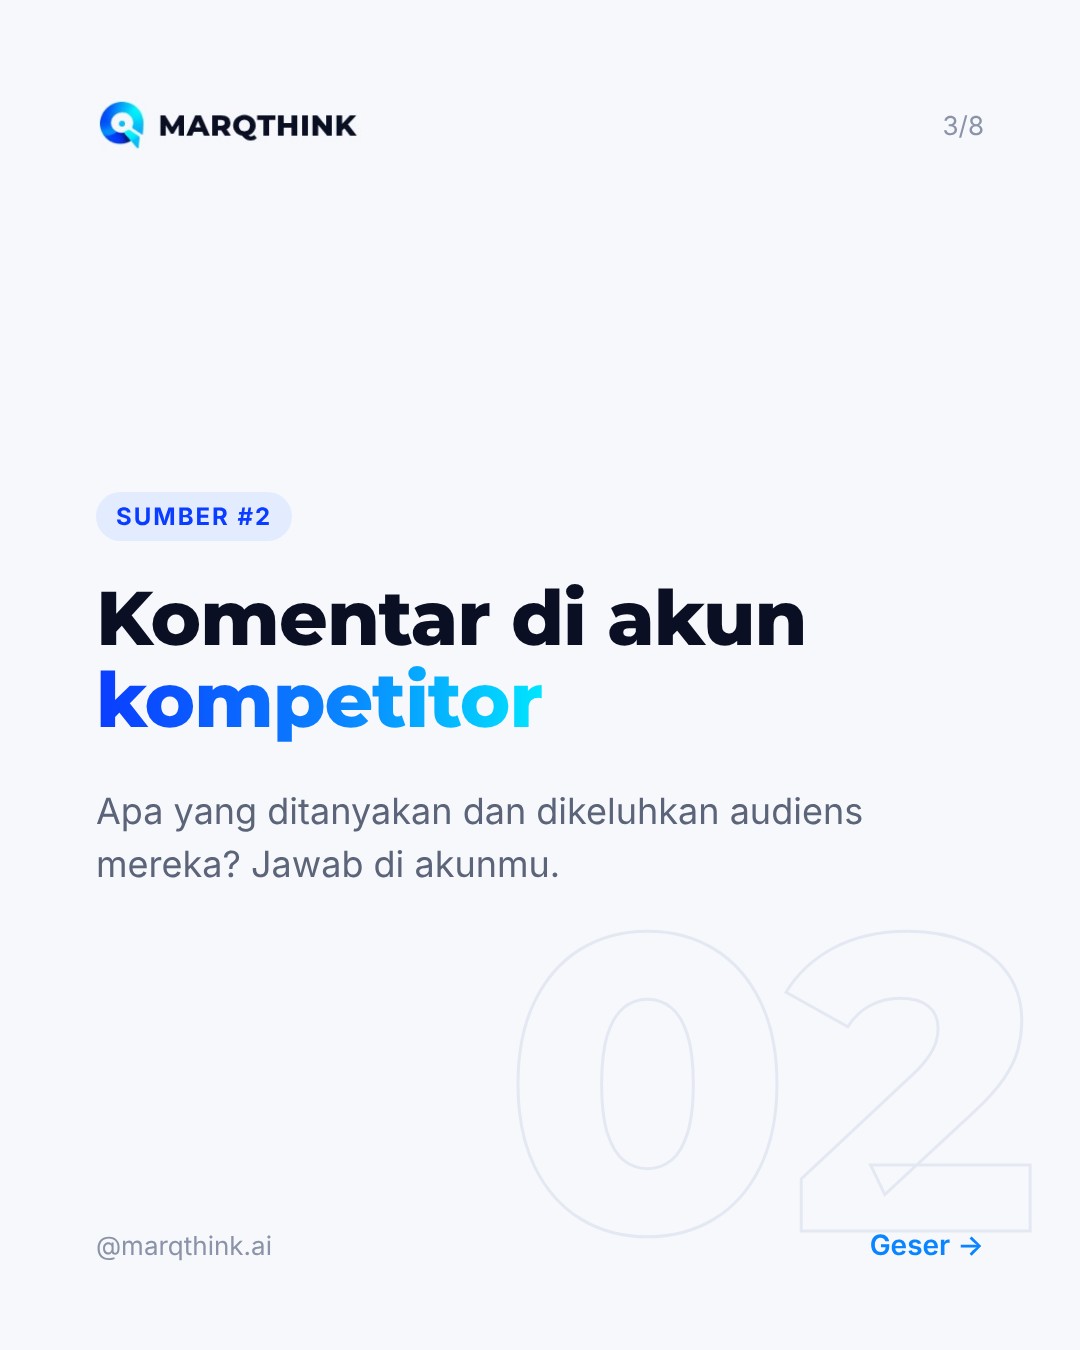 MARQTHINK
3/8
SUMBER #2
Komentar di akun
kompetitor
Apa yang ditanyakan dan dikeluhkan audiens
mereka? Jawab di akunmu.
02
@marqthink.ai
Geser →